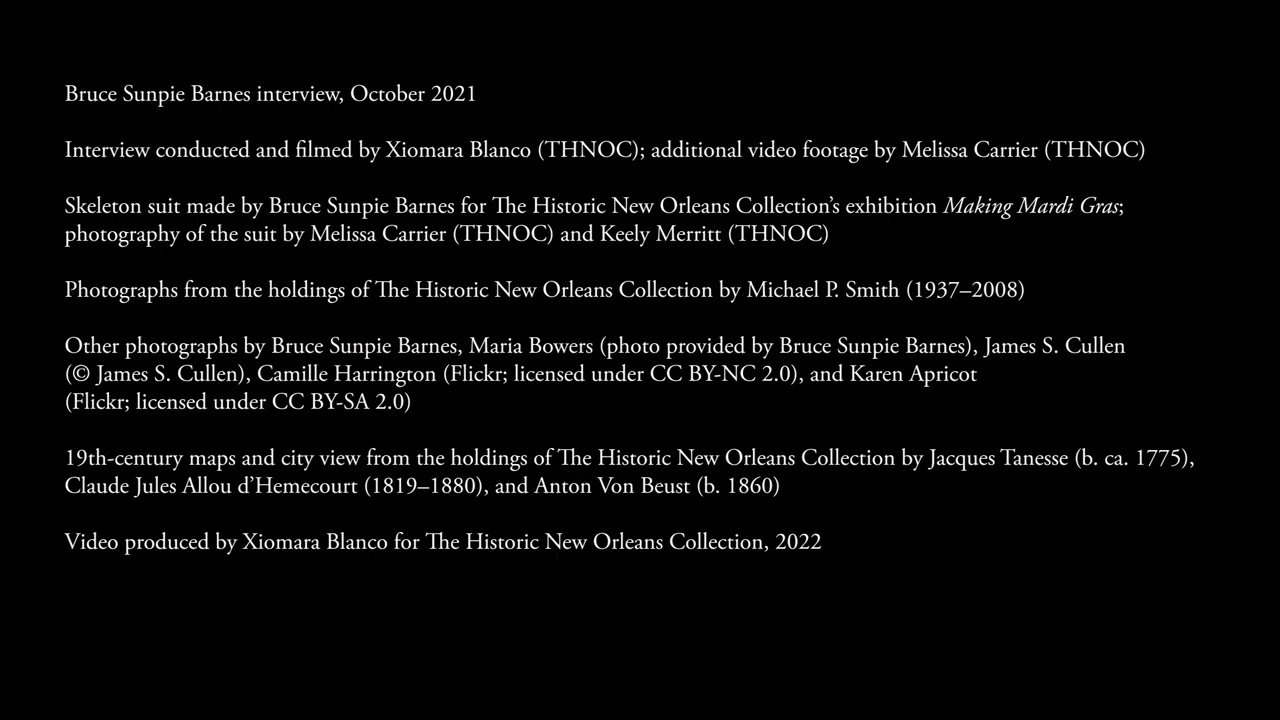 Bruce Sunpie Barnes interview, October 2021
Interview conducted and filmed by Xiomara Blanco (THNOC); additional video footage by Melissa Carrier (THNOC)
Skeleton suit made by Bruce Sunpie Barnes for The Historic New Orleans Collection’s exhibition Making Mardi Gras;
photography of the suit by Melissa Carrier (THNOC) and Keely Merritt (THNOC)
Photographs from the holdings of The Historic New Orleans Collection by Michael P. Smith (1937–2008)
Other photographs by Bruce Sunpie Barnes, Maria Bowers (photo provided by Bruce Sunpie Barnes), James S. Cullen
(© James S. Cullen), Camille Harrington (Flickr; licensed under CC BY-NC 2.0), and Karen Apricot
(Flickr; licensed under CC BY-SA 2.0)
19th-century maps and city view from the holdings of The Historic New Orleans Collection by Jacques Tanesse (b. ca. 1775),
Claude Jules Allou d’Hemecourt (1819–1880), and Anton Von Beust (b. 1860)
Video produced by Xiomara Blanco for The Historic New Orleans Collection, 2022